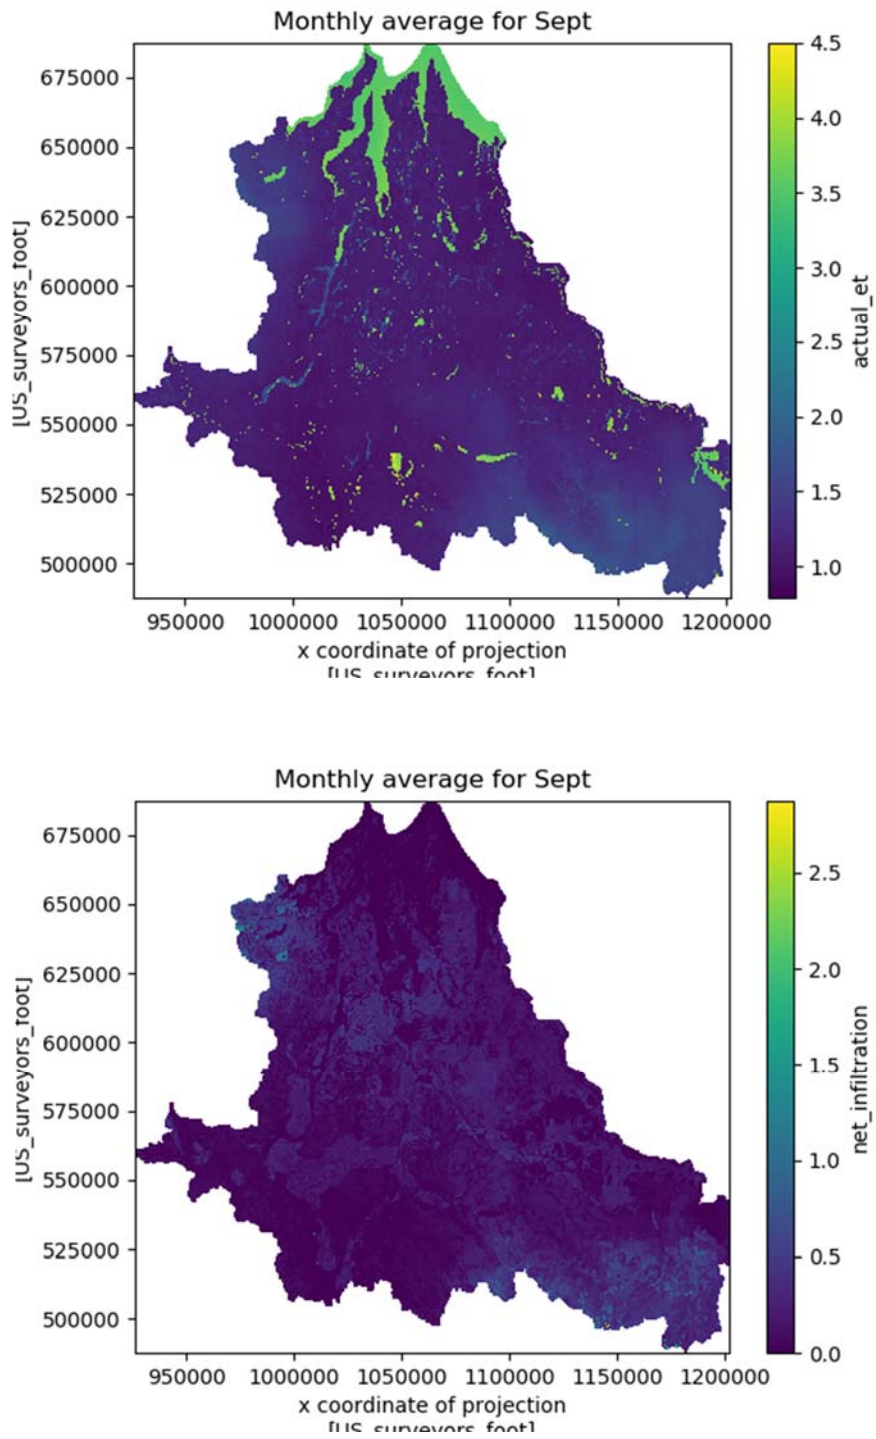 Monthly average for Sept
675000
650000
625000
600000
575000
550000
525000
500000
[US_surveyors_foot]
950000 1000000 1050000 1100000 1150000 1200000
x coordinate of projection
[US_surveyors_foot]
4.5
4.0
3.5
3.0
2.5
2.0
1.5
1.0
actual_et
Monthly average for Sept
675000
650000
625000
600000
575000
550000
525000
500000
[US_surveyors_foot]
950000 1000000 1050000 1100000 1150000 1200000
x coordinate of projection
[US_surveyors_foot]
2.5
2.0
1.5
1.0
0.5
0.0
net_infiltration